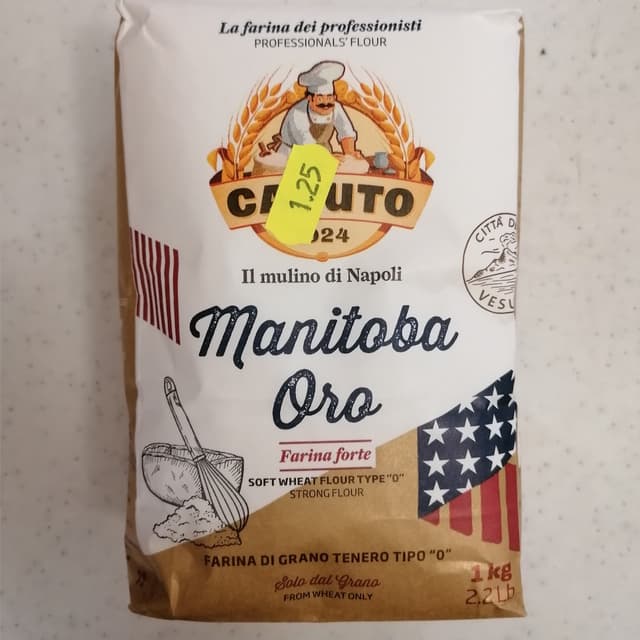 La farina dei professionisti
PROFESSIONALS' FLOUR
1.25
Il mulino di Napoli
CITTÀ
Manitoba
Oro
Farina forte
SOFT WHEAT FLOUR TYPE "0"
STRONG FLOUR
FARINA DI GRANO TENERO TIPO "0"
Solo dal Grano
FROM WHEAT ONLY
1 kg
2.2 Lb